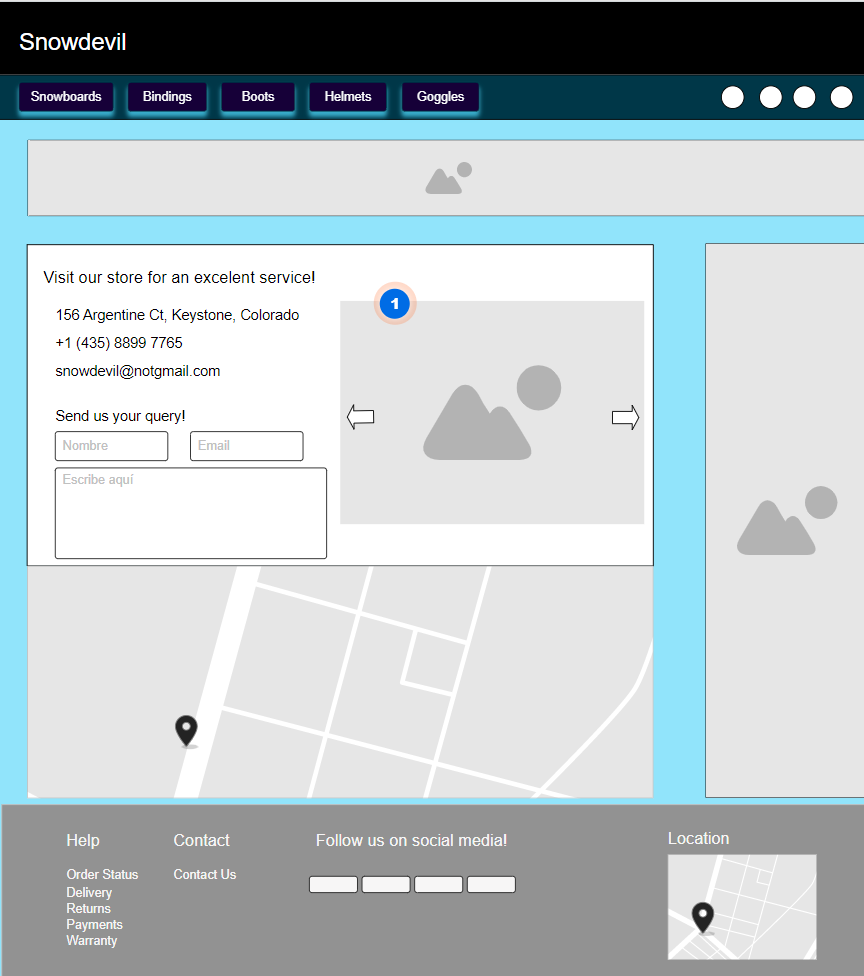 Snowdevil
Snowboards Bindings Boots Helmets Goggles
Visit our store for an excelent service!
1
156 Argentine Ct, Keystone, Colorado
+1 (435) 8899 7765
snowdevil@notgmail.com
Send us your query!
Nombre Email
Escribe aquí
Help
Order Status
Delivery
Returns
Payments
Warranty
Contact
Contact Us
Follow us on social media!
Location